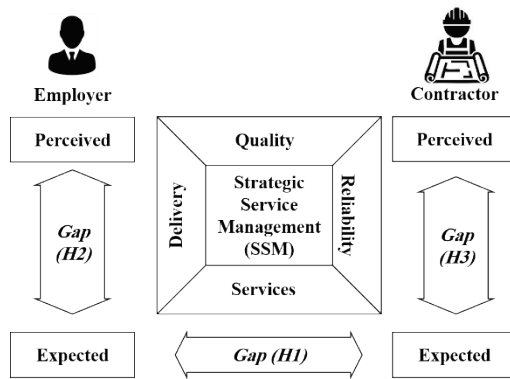 Employer
Contractor
Perceived
Quality
Perceived
Delivery
Strategic
Service
Management
(SSM)
Reliability
Gap
(H2)
Gap
(H3)
Services
Expected
Gap (H1)
Expected